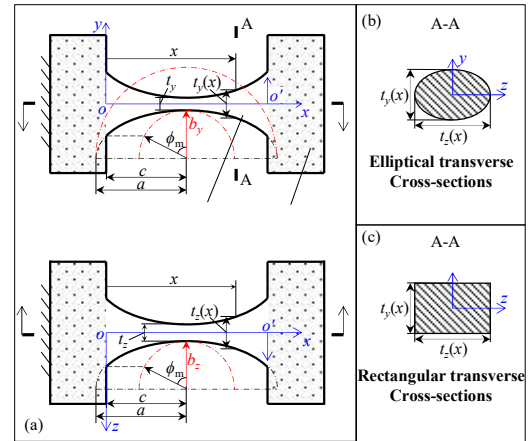 A
y
x
t_y
t_y(x)
o
o′
x
b_y
ϕ_m
c
a
A
x
t_z(x)
o
t_z
o′
x
ϕ_m
b_z
c
a
(a)
z
(b)
A-A
y
t_y(x)
z
t_z(x)
Elliptical transverse
Cross-sections
(c)
A-A
t_y(x)
z
t_z(x)
Rectangular transverse
Cross-sections